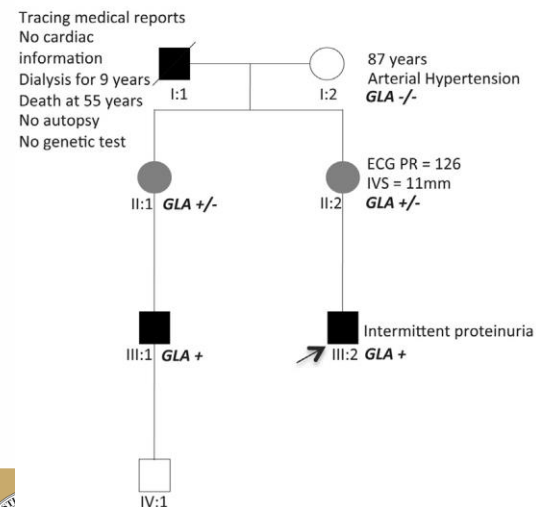 Tracing medical reports
No cardiac
information
Dialysis for 9 years
Death at 55 years
No autopsy
No genetic test
I:1
I:2
87 years
Arterial Hypertension
GLA -/-
II:1 GLA +/-
ECG PR = 126
IVS = 11mm
II:2 GLA +/-
III:1 GLA +
Intermittent proteinuria
III:2 GLA +
IV:1